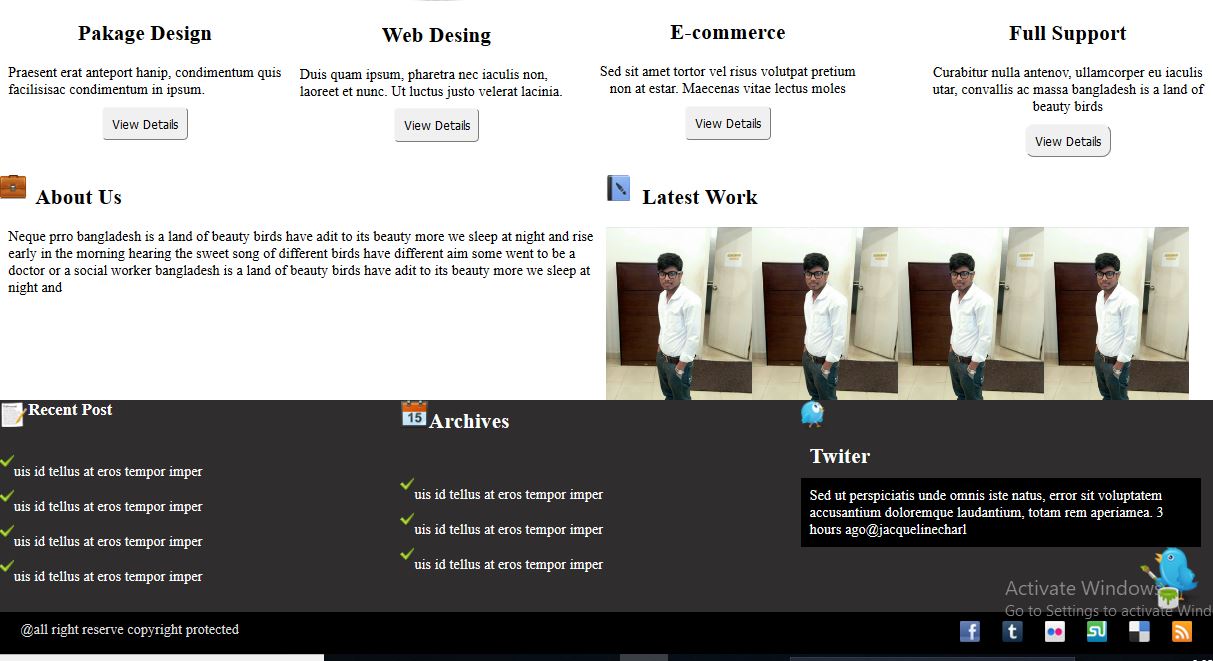 Pakage Design
Praesent erat anteport hanip, condimentum quis
facilisisac condimentum in ipsum.
View Details
Web Desing
Duis quam ipsum, pharetra nec iaculis non,
laoreet et nunc. Ut luctus justo velerat lacinia.
View Details
E-commerce
Sed sit amet tortor vel risus volutpat pretium
non at estar. Maecenas vitae lectus moles
View Details
Full Support
Curabitur nulla antenov, ullamcorper eu iaculis
utar, convallis ac massa bangladesh is a land of
beauty birds
View Details
About Us
Neque prro bangladesh is a land of beauty birds have adit to its beauty more we sleep at night and rise
early in the morning hearing the sweet song of different birds have different aim some went to be a
doctor or a social worker bangladesh is a land of beauty birds have adit to its beauty more we sleep at
night and
Latest Work
Recent Post
uis id tellus at eros tempor imper
uis id tellus at eros tempor imper
uis id tellus at eros tempor imper
uis id tellus at eros tempor imper
15
Archives
uis id tellus at eros tempor imper
uis id tellus at eros tempor imper
uis id tellus at eros tempor imper
Twiter
Sed ut perspiciatis unde omnis iste natus, error sit voluptatem
accusantium doloremque laudantium, totam rem aperiamea. 3
hours ago@jacquelinecharl
Activate Windows
Go to Settings to activate Wind
@all right reserve copyright protected